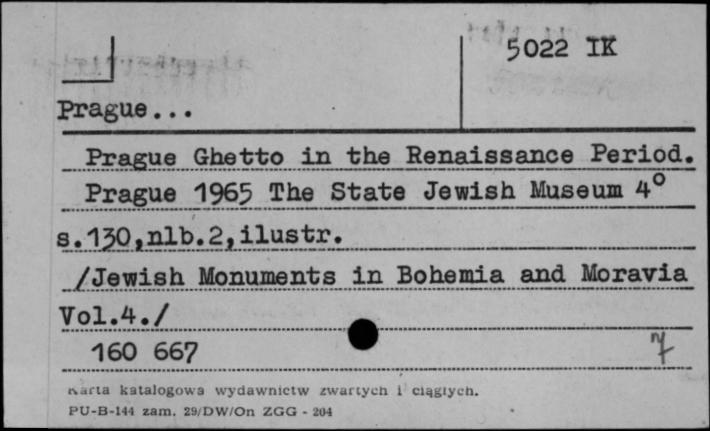 5022 IK
Prague...
Prague Ghetto in the Renaissance Period.
Prague 1965 The State Jewish Museum 4°
s.130,nlb.2,ilustr.
/Jewish Monuments in Bohemia and Moravia
Vol.4./
160 667
Karta katalogowa wydawnictw zwartych i ciągłych.
PU-B-144 zam. 29/DW/On ZGG - 204